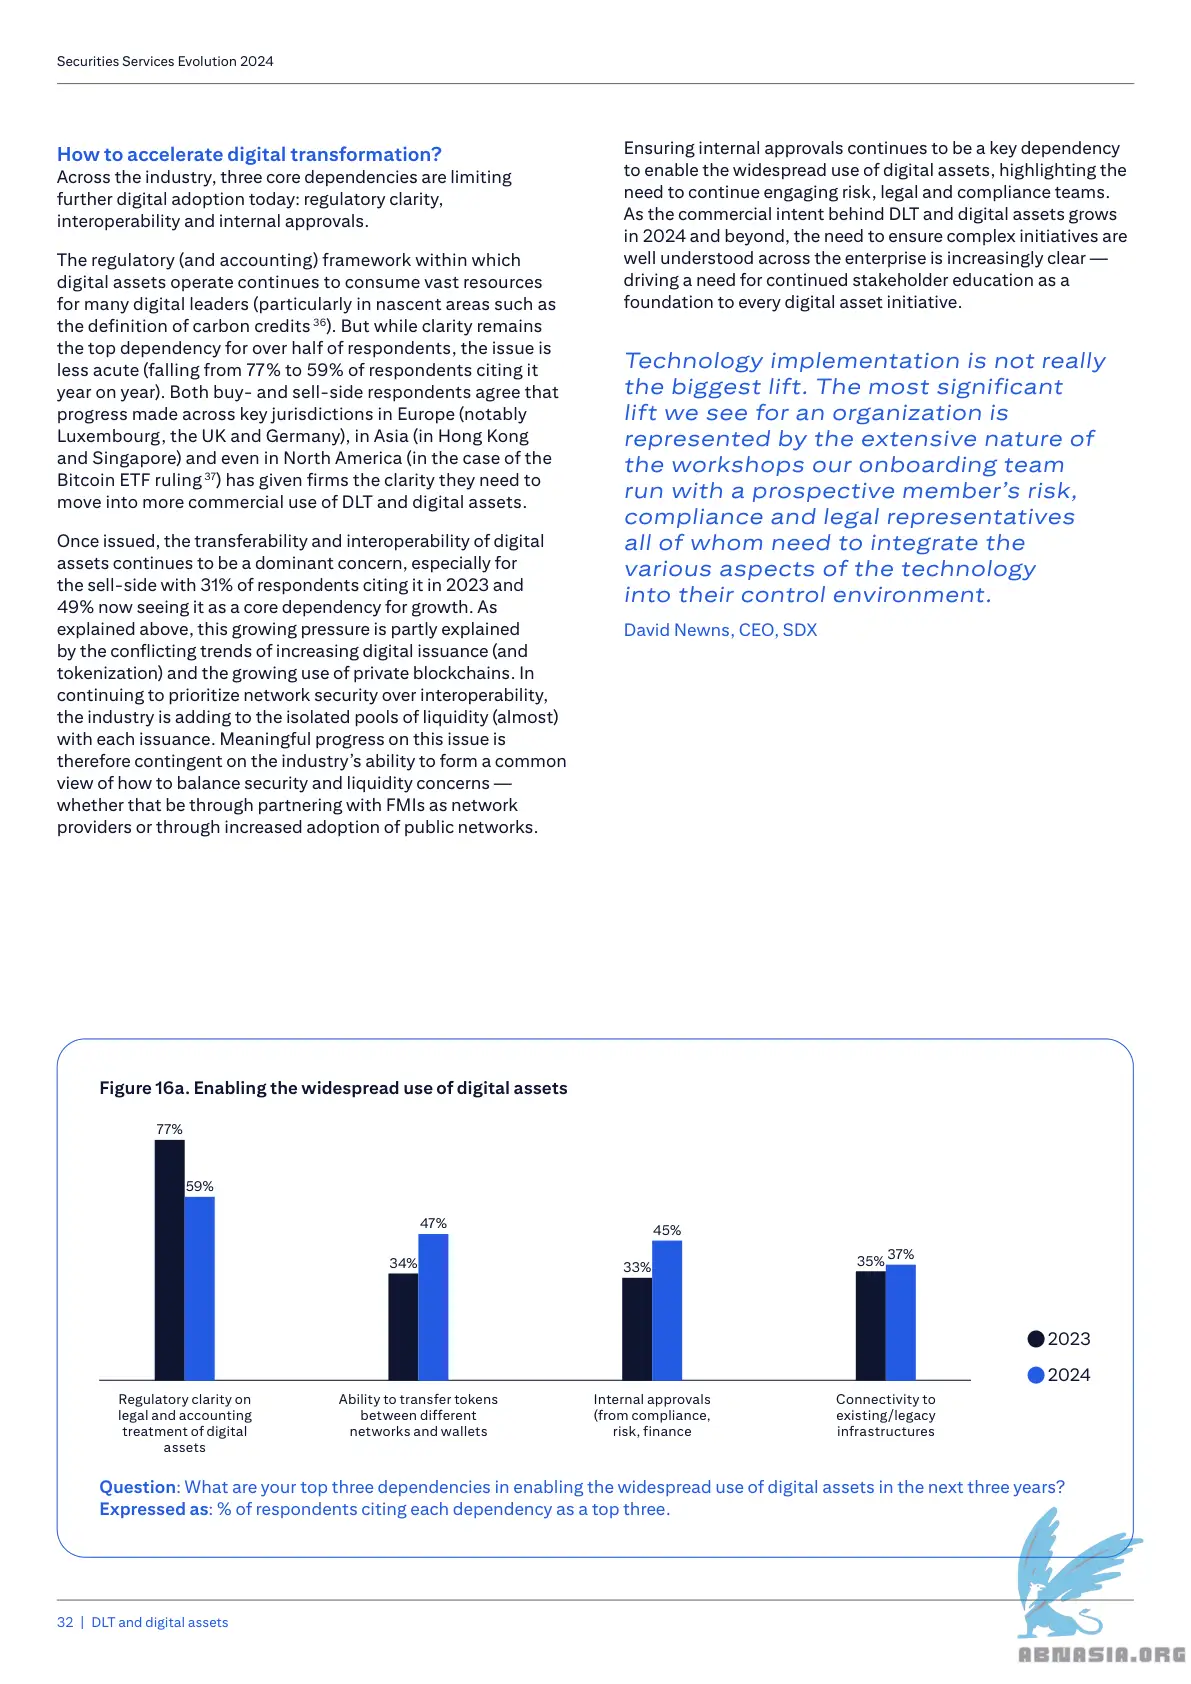 Securities Services Evolution 2024
How to accelerate digital transformation?
Across the industry, three core dependencies are limiting
further digital adoption today: regulatory clarity,
interoperability and internal approvals.
The regulatory (and accounting) framework within which
digital assets operate continues to consume vast resources
for many digital leaders (particularly in nascent areas such as
the definition of carbon credits 36). But while clarity remains
the top dependency for over half of respondents, the issue is
less acute (falling from 77% to 59% of respondents citing it
year on year). Both buy- and sell-side respondents agree that
progress made across key jurisdictions in Europe (notably
Luxembourg, the UK and Germany), in Asia (in Hong Kong
and Singapore) and even in North America (in the case of the
Bitcoin ETF ruling 37) has given firms the clarity they need to
move into more commercial use of DLT and digital assets.
Once issued, the transferability and interoperability of digital
assets continues to be a dominant concern, especially for
the sell-side with 31% of respondents citing it in 2023 and
49% now seeing it as a core dependency for growth. As
explained above, this growing pressure is partly explained
by the conflicting trends of increasing digital issuance (and
tokenization) and the growing use of private blockchains. In
continuing to prioritize network security over interoperability,
the industry is adding to the isolated pools of liquidity (almost)
with each issuance. Meaningful progress on this issue is
therefore contingent on the industry's ability to form a common
view of how to balance security and liquidity concerns —
whether that be through partnering with FMIs as network
providers or through increased adoption of public networks.
Ensuring internal approvals continues to be a key dependency
to enable the widespread use of digital assets, highlighting the
need to continue engaging risk, legal and compliance teams.
As the commercial intent behind DLT and digital assets grows
in 2024 and beyond, the need to ensure complex initiatives are
well understood across the enterprise is increasingly clear —
driving a need for continued stakeholder education as a
foundation to every digital asset initiative.
Technology implementation is not really
the biggest lift. The most significant
lift we see for an organization is
represented by the extensive nature of
the workshops our onboarding team
run with a prospective member's risk,
compliance and legal representatives
all of whom need to integrate the
various aspects of the technology
into their control environment.
David Newns, CEO, SDX
Figure 16a. Enabling the widespread use of digital assets
77%
59%
34%
47%
33%
45%
35%
37%
2023
2024
Regulatory clarity on
legal and accounting
treatment of digital
assets
Ability to transfer tokens
between different
networks and wallets
Internal approvals
(from compliance,
risk, finance
Connectivity to
existing/legacy
infrastructures
Question: What are your top three dependencies in enabling the widespread use of digital assets in the next three years?
Expressed as: % of respondents citing each dependency as a top three.
32 | DLT and digital assets
ABNASIA.ORG